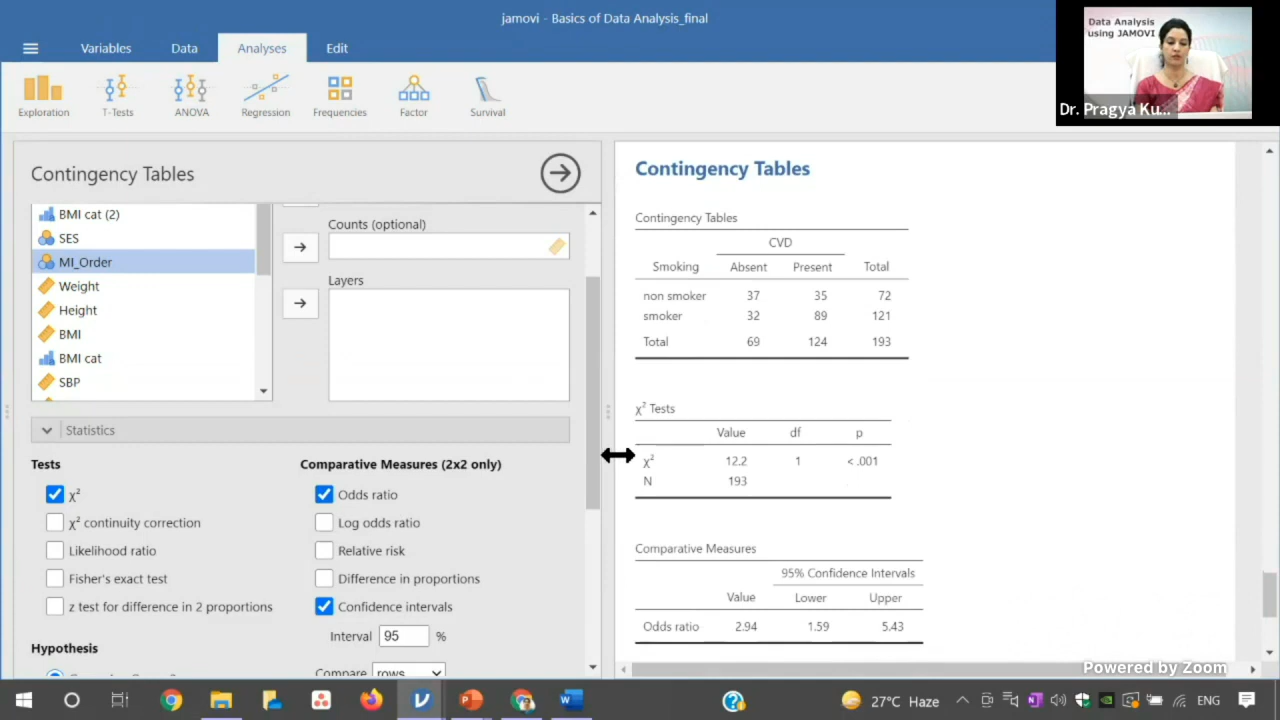 jamovi - Basics of Data Analysis_final
Variables Data Analyses Edit
Exploration T-Tests ANOVA Regression Frequencies Factor Survival
Data Analysis
using JAMOVI
Dr. Pragya Ku...
Contingency Tables
BMI cat (2)
SES
MI_Order
Weight
Height
BMI
BMI cat
SBP
Counts (optional)
Layers
Statistics
Tests
χ²
χ² continuity correction
Likelihood ratio
Fisher's exact test
z test for difference in 2 proportions
Hypothesis
Comparative Measures (2x2 only)
Odds ratio
Log odds ratio
Relative risk
Difference in proportions
Confidence intervals
Interval 95 %
Compare rows
Contingency Tables
Contingency Tables
CVD
Smoking Absent Present Total
non smoker 37 35 72
smoker 32 89 121
Total 69 124 193
χ² Tests
Value df p
χ² 12.2 1 < .001
N 193
Comparative Measures
95% Confidence Intervals
Value Lower Upper
Odds ratio 2.94 1.59 5.43
Powered by Zoom
27°C Haze ENG